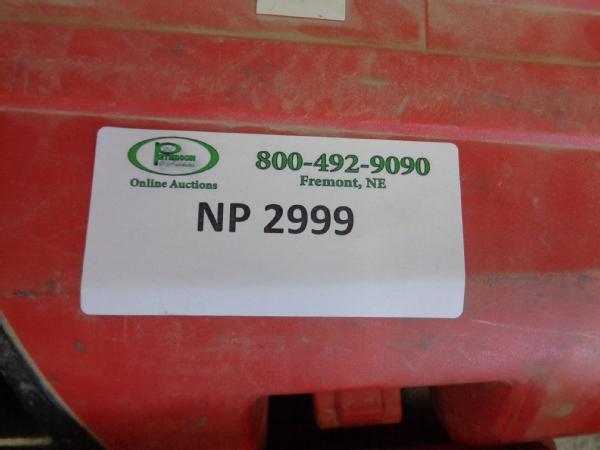 800-492-9090
Online Auctions
Fremont, NE
NP 2999